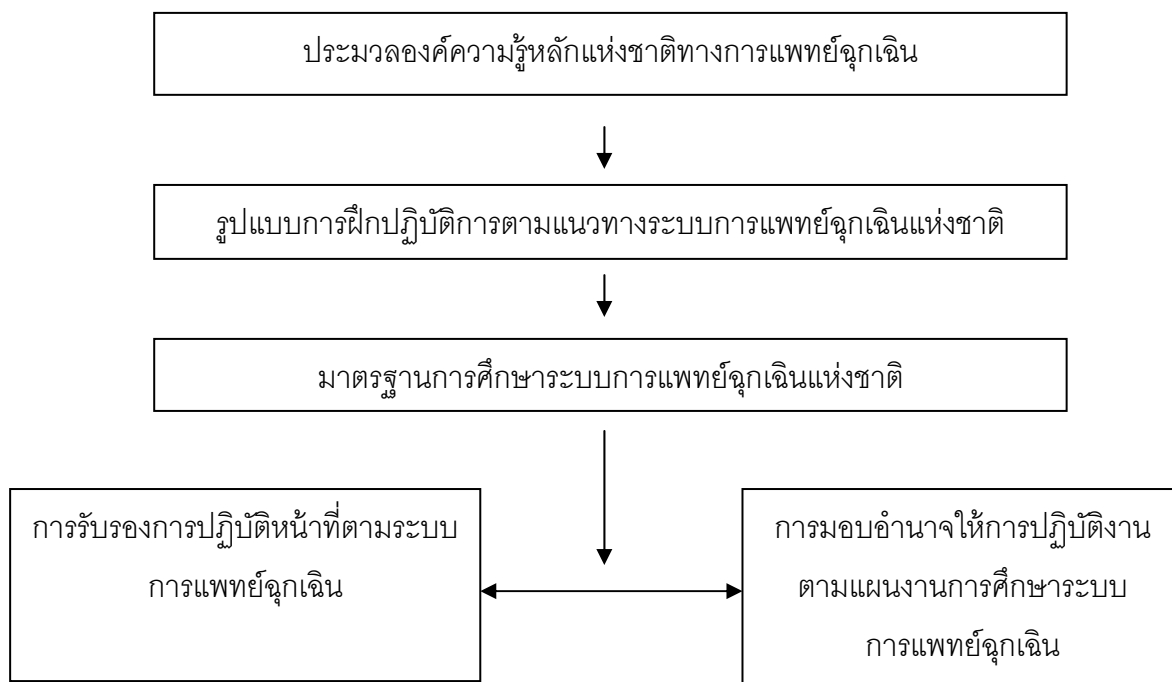 ประมวลองค์ความรู้หลักแห่งชาติทางการแพทย์ฉุกเฉิน
รูปแบบการฝึกปฏิบัติการตามแนวทางระบบการแพทย์ฉุกเฉินแห่งชาติ
มาตรฐานการศึกษาระบบการแพทย์ฉุกเฉินแห่งชาติ
การรับรองการปฏิบัติหน้าที่ตามระบบ
การแพทย์ฉุกเฉิน
การมอบอำนาจให้การปฏิบัติงาน
ตามแผนงานการศึกษาระบบ
การแพทย์ฉุกเฉิน